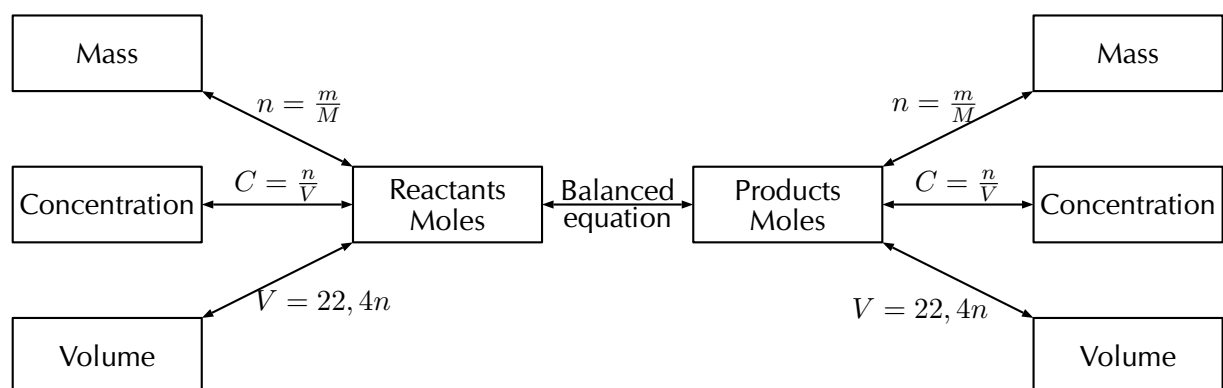 Mass
Mass
n = m/M
n = m/M
Concentration
C = n/V
Reactants
Moles
Balanced
equation
Products
Moles
C = n/V
Concentration
V = 22, 4n
V = 22, 4n
Volume
Volume